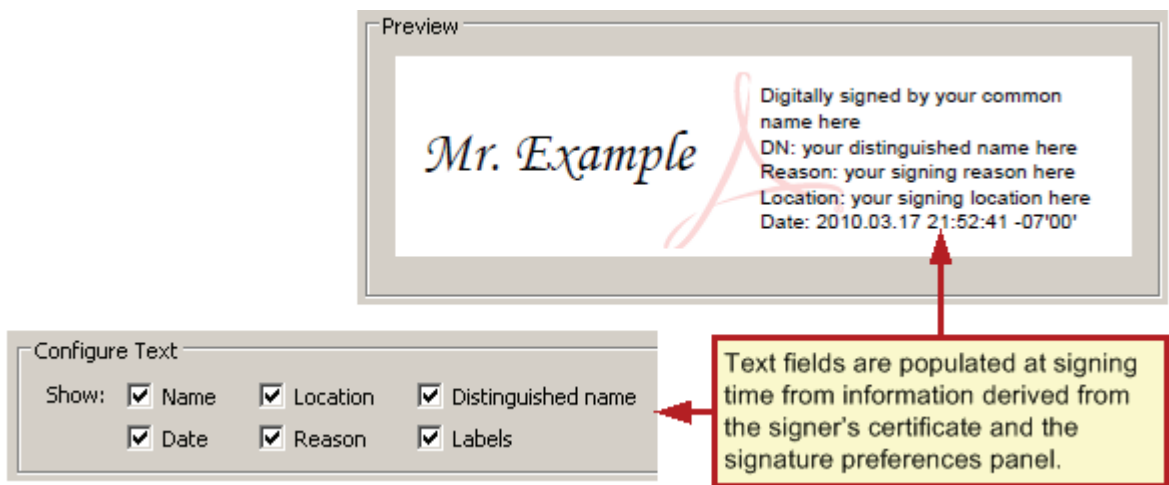 Preview
Mr. Example
Digitally signed by your common
name here
DN: your distinguished name here
Reason: your signing reason here
Location: your signing location here
Date: 2010.03.17 21:52:41 -07'00'
Configure Text
Show: Name Location Distinguished name
Date Reason Labels
Text fields are populated at signing
time from information derived from
the signer's certificate and the
signature preferences panel.